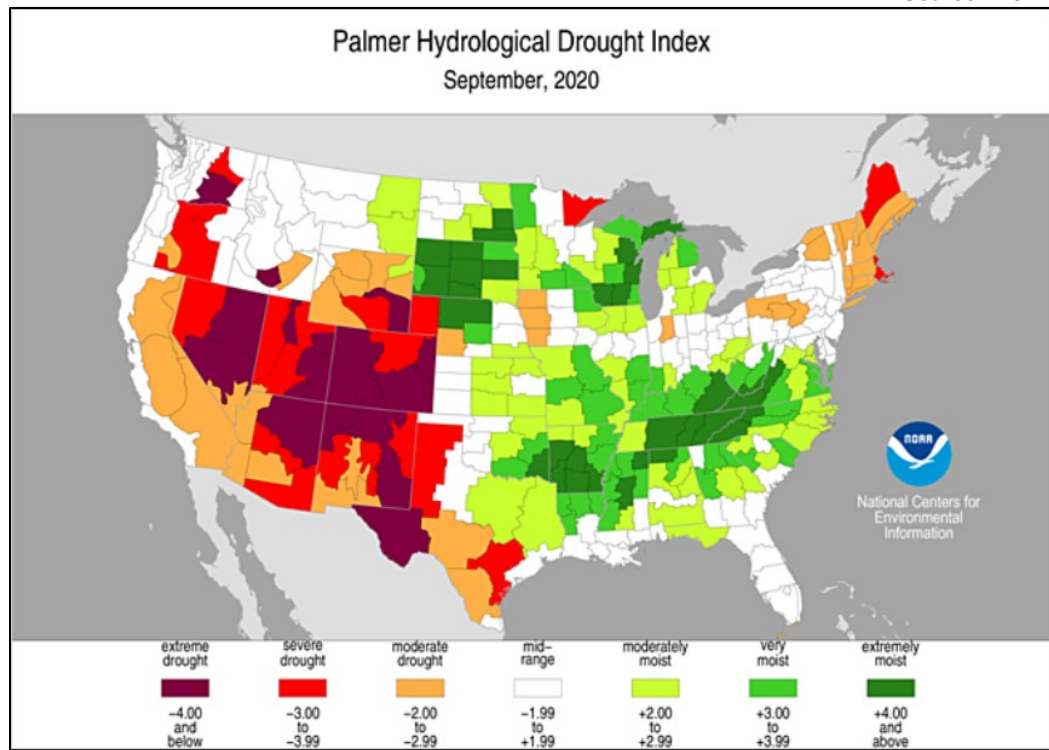 Palmer Hydrological Drought Index
September, 2020
NOAA
National Centers for
Environmental
Information
extreme
drought
severe
drought
moderate
drought
mid-
range
moderately
moist
very
moist
extremely
moist
-4.00
and
below
-3.00
to
-3.99
-2.00
to
-2.99
-1.99
to
+1.99
+2.00
to
+2.99
+3.00
to
+3.99
+4.00
and
above